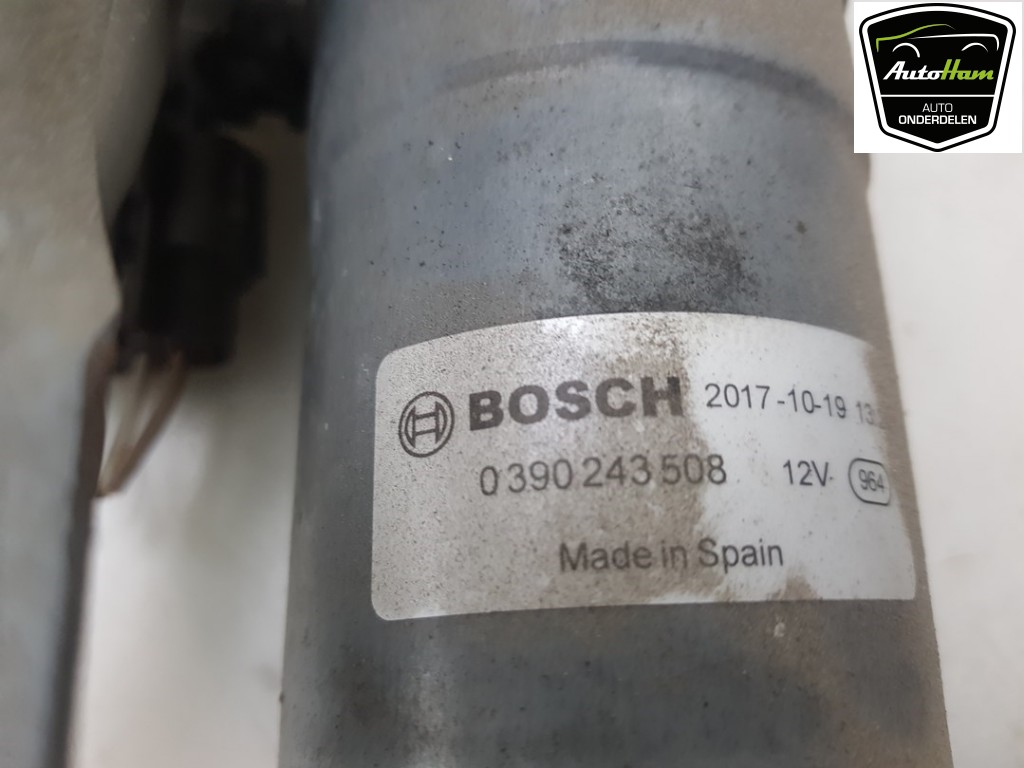 AutoHam
AUTO
ONDERDELEN
BOSCH 2017-10-19
0 390 243 508 12V 964
Made in Spain